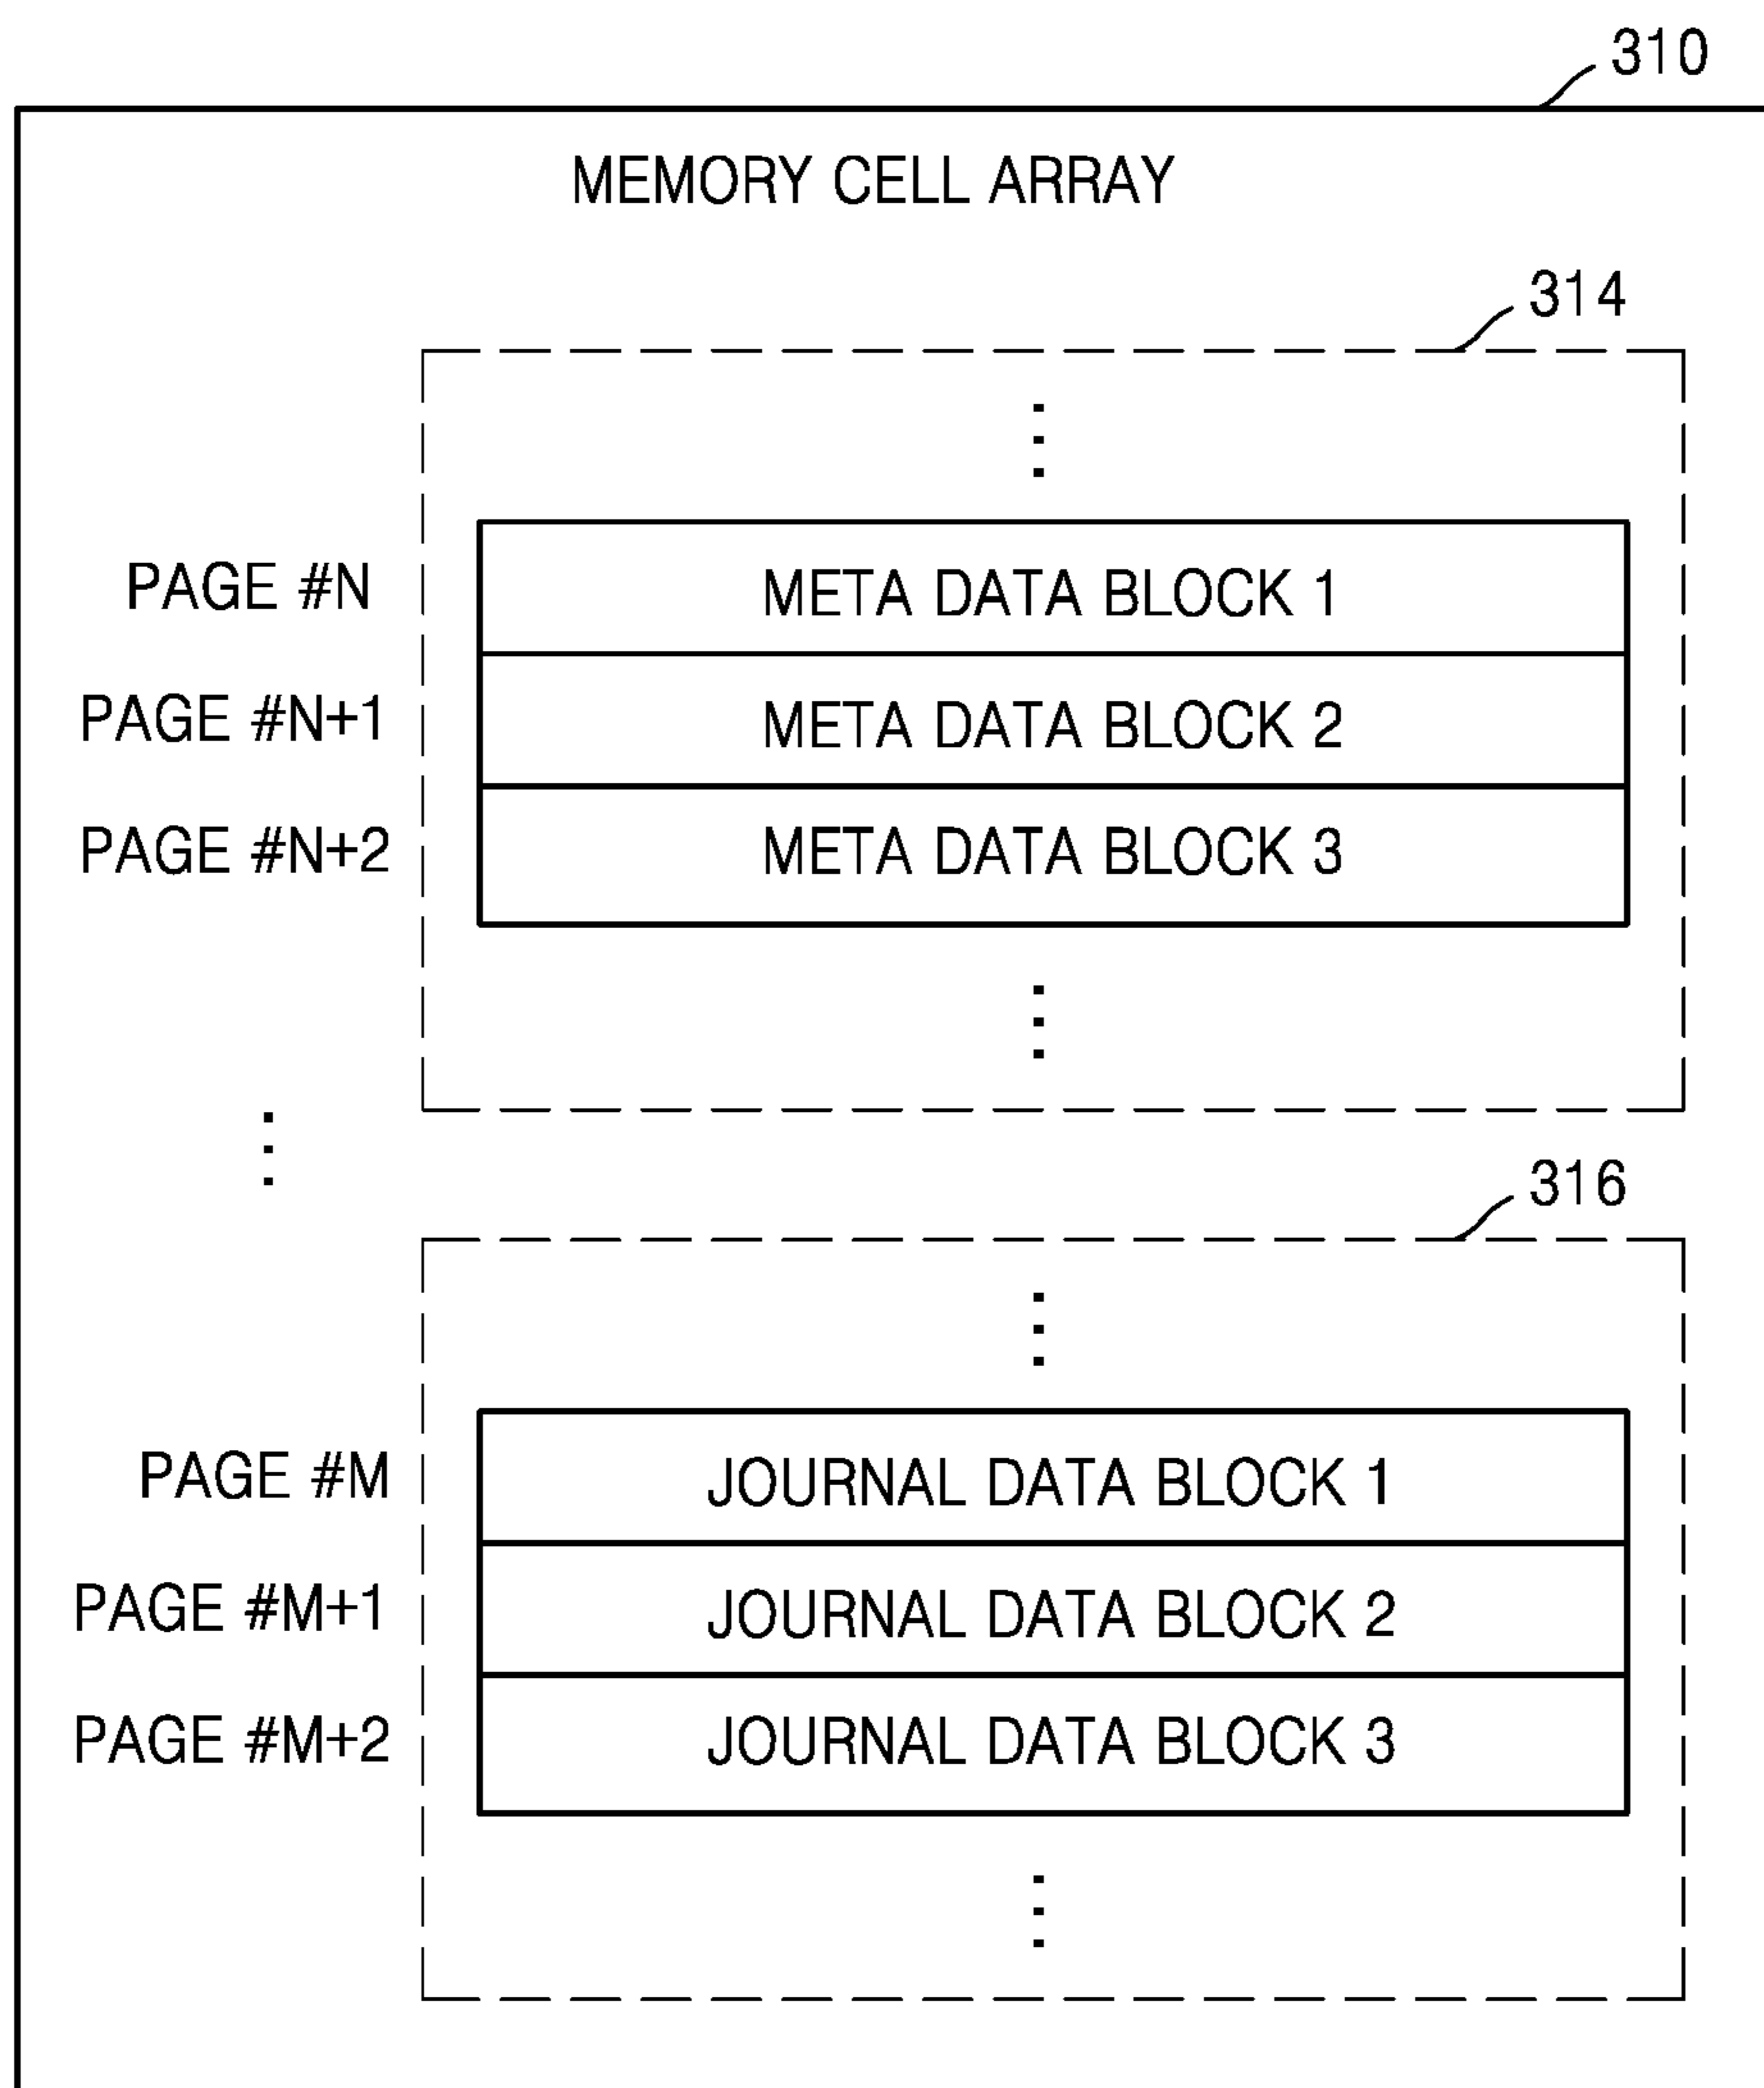 310
MEMORY CELL ARRAY
314
PAGE #N META DATA BLOCK 1
PAGE #N+1 META DATA BLOCK 2
PAGE #N+2 META DATA BLOCK 3
316
PAGE #M JOURNAL DATA BLOCK 1
PAGE #M+1 JOURNAL DATA BLOCK 2
PAGE #M+2 JOURNAL DATA BLOCK 3